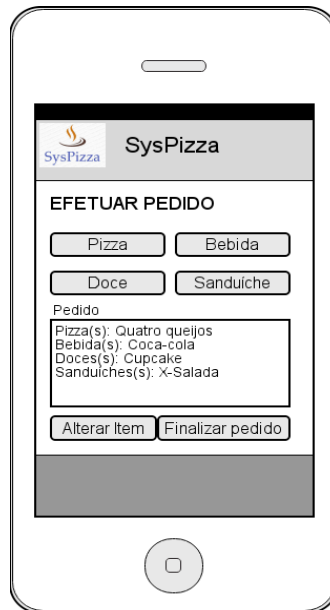 SysPizza
SysPizza
EFETUAR PEDIDO
Pizza
Bebida
Doce
Sanduíche
Pedido
Pizza(s): Quatro queijos
Bebida(s): Coca-cola
Doces(s): Cupcake
Sanduíches(s): X-Salada
Alterar Item
Finalizar pedido